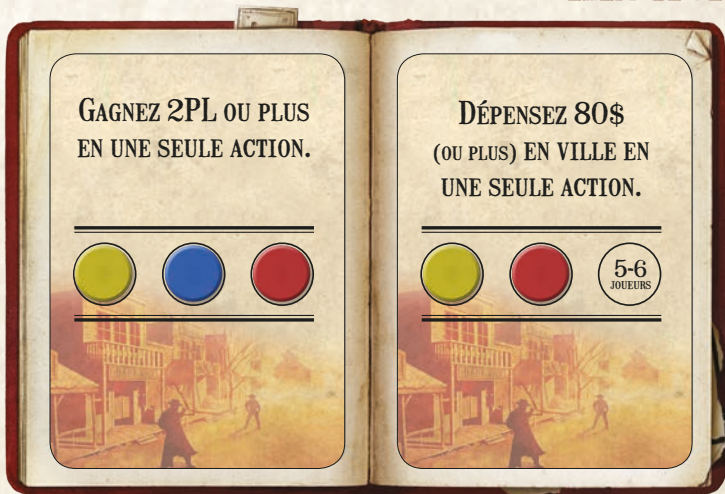 GAGNEZ 2PL OU PLUS
EN UNE SEULE ACTION.
DÉPENSEZ 80$
(OU PLUS) EN VILLE EN
UNE SEULE ACTION.
5-6
JOUEURS